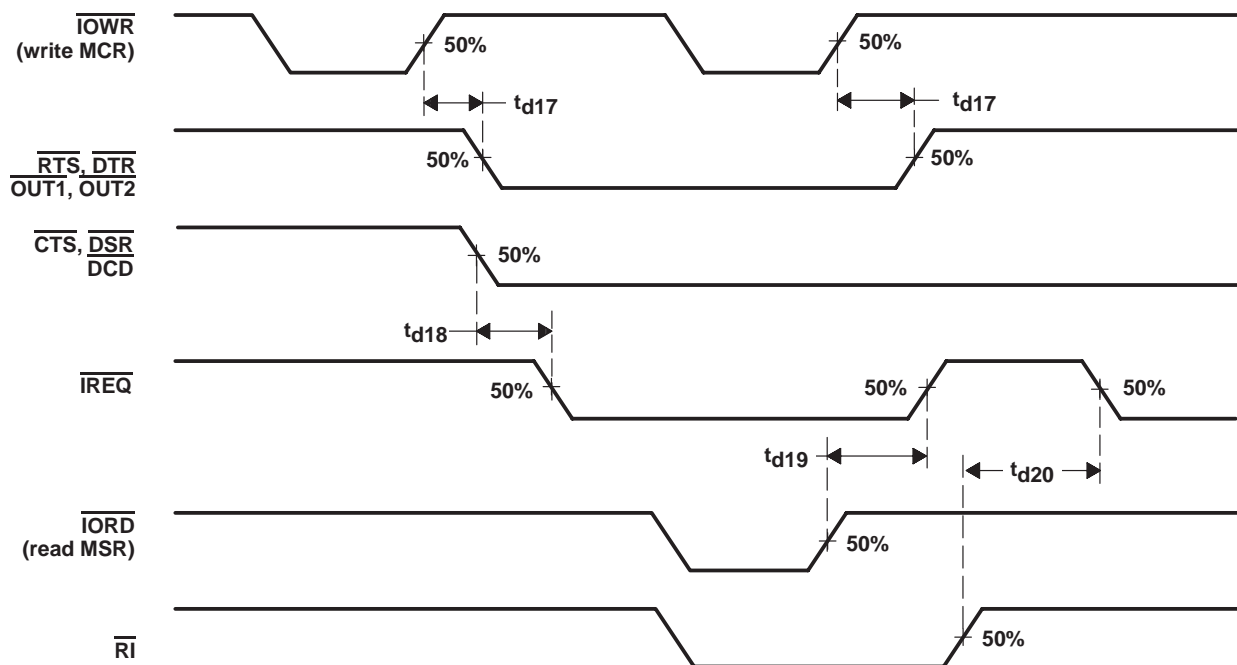 IOWR
(write MCR)
50%
50%
td17
td17
RTS, DTR
OUT1, OUT2
50%
50%
CTS, DSR
DCD
50%
td18
IREQ
50%
50%
50%
td19
td20
IORD
(read MSR)
50%
RI
50%